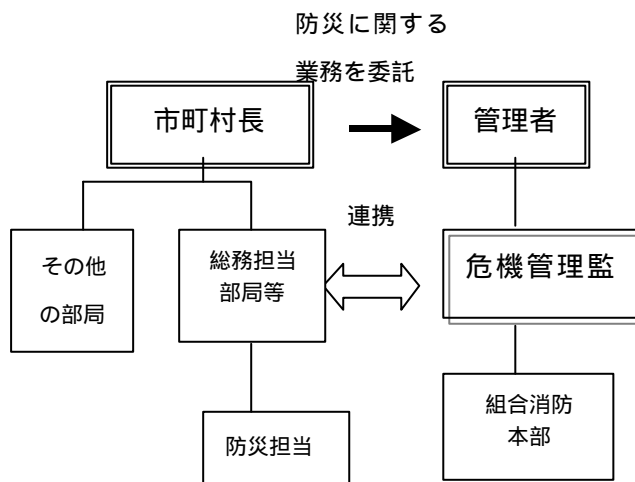 防災に関する
業務を委託
市町村長
管理者
連携
その他
の部局
総務担当
部局等
危機管理監
防災担当
組合消防
本部